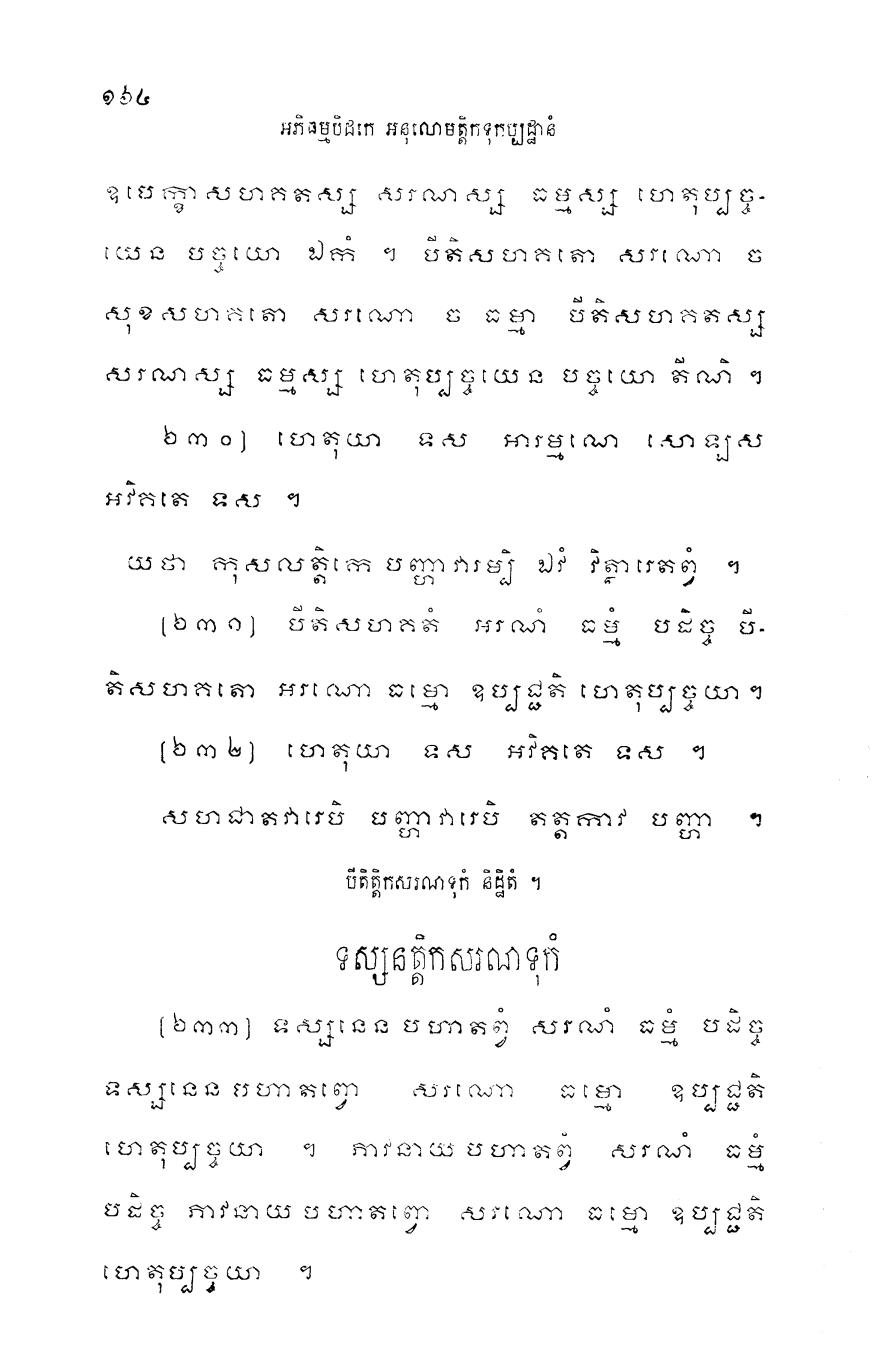 ១៦៤
អភិធម្មបិដកេ អនុលោមត្តិកទុកប្បដ្ឋានំ
ឧបេក្ខាសហគតស្ស សរណស្ស ធម្មស្ស ហេតុប្បច្ច-
យេន បច្ចយោ ឯកំ ។ បីតិសហគតោ សរណោ ច
សុខសហគតោ សរណោ ច ធម្មា បីតិសហគតស្ស
សរណស្ស ធម្មស្ស ហេតុប្បច្ចយេន បច្ចយោ តីណិ ។
២៣០] ហេតុយា ទស អារម្មណេ សោឡស
អវិគតេ ទស ។
យថា កុសលត្តិកេ បញ្ហាវារម្បិ ឯវំ វិត្ថារេតព្វំ ។
[២៣១] បីតិសហគតំ អរណំ ធម្មំ បដិច្ច បី-
តិសហគតោ អរណោ ធម្មោ ឧប្បជ្ជតិ ហេតុប្បច្ចយា ។
[២៣២] ហេតុយា ទស អវិគតេ ទស ។
សហជាតវារេបិ បញ្ហាវារេបិ តត្តកាវ បញ្ហា ។
បីតិត្តិកសរណទុកំ និដ្ឋិតំ ។
ទស្សនត្តិកសរណទុកំ
[២៣៣] ទស្សនេន បហាតព្វំ សរណំ ធម្មំ បដិច្ច
ទស្សនេន បហាតព្វោ សរណោ ធម្មោ ឧប្បជ្ជតិ
ហេតុប្បច្ចយា ។ ភាវនាយ បហាតព្វំ សរណំ ធម្មំ
បដិច្ច ភាវនាយ បហាតព្វោ សរណោ ធម្មោ ឧប្បជ្ជតិ
ហេតុប្បច្ចយា ។